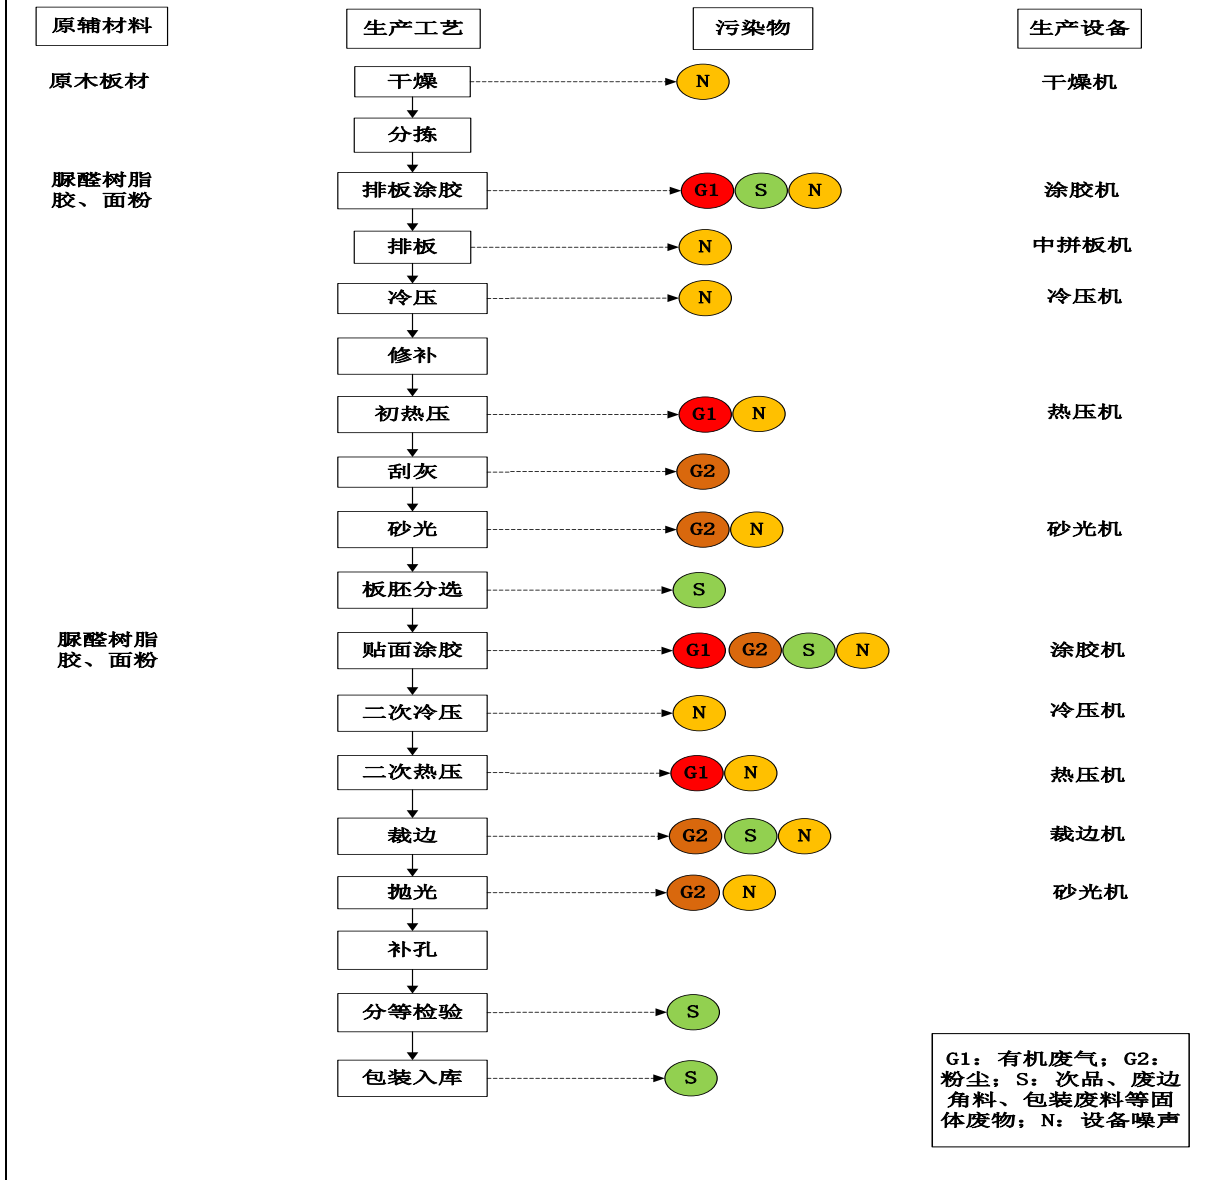 原辅材料 生产工艺 污染物 生产设备
原木板材 干燥 N 干燥机
分拣
脲醛树脂
胶、面粉
排板涂胶 G1 S N 涂胶机
排板 N 中拼板机
冷压 N 冷压机
修补
初热压 G1 N 热压机
刮灰 G2
砂光 G2 N 砂光机
板胚分选 S
脲醛树脂
胶、面粉
贴面涂胶 G1 G2 S N 涂胶机
二次冷压 N 冷压机
二次热压 G1 N 热压机
裁边 G2 S N 裁边机
抛光 G2 N 砂光机
补孔
分等检验 S
包装入库 S
G1：有机废气；G2：
粉尘；S：次品、废边
角料、包装废料等固
体废物；N：设备噪声